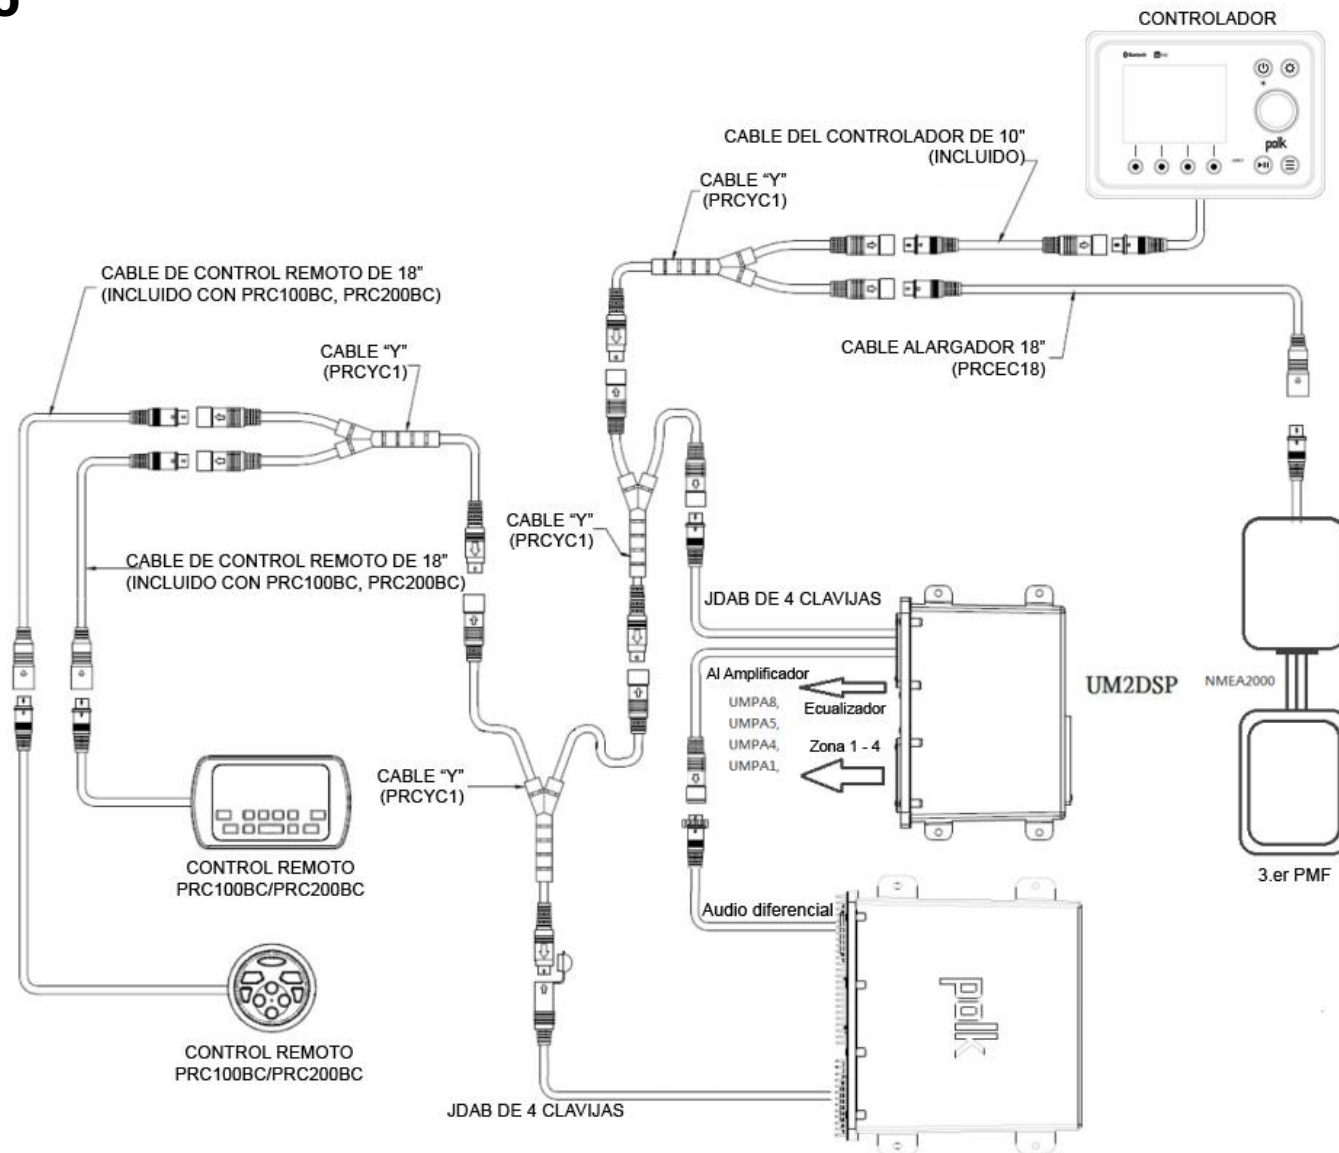 CONTROLADOR
Bluetooth
polk
CABLE DEL CONTROLADOR DE 10"
(INCLUIDO)
CABLE “Y”
(PRCYC1)
CABLE DE CONTROL REMOTO DE 18”
(INCLUIDO CON PRC100BC, PRC200BC)
CABLE “Y”
(PRCYC1)
CABLE ALARGADOR 18”
(PRCEC18)
CABLE “Y”
(PRCYC1)
CABLE DE CONTROL REMOTO DE 18”
(INCLUIDO CON PRC100BC, PRC200BC)
JDAB DE 4 CLAVIJAS
Al Amplificador
UMPA8,
UMPA5,
UMPA4,
UMPA1,
Ecualizador
Zona 1 - 4
UM2DSP
NMEA2000
CABLE “Y”
(PRCYC1)
CONTROL REMOTO
PRC100BC/PRC200BC
3.er PMF
Audio diferencial
polk
CONTROL REMOTO
PRC100BC/PRC200BC
JDAB DE 4 CLAVIJAS